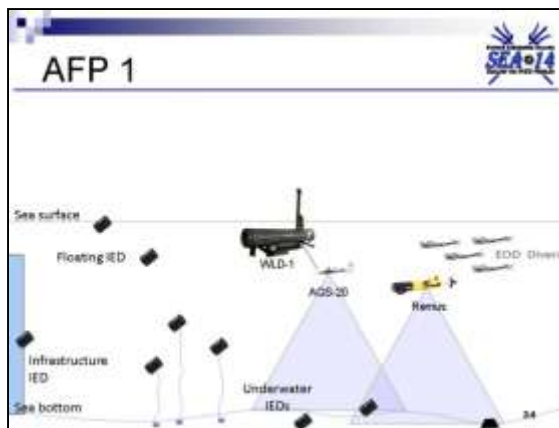 AFP 1
SEA 14
Sea surface
Floating IED
WLD-1
AQS-20
EOD Divers
Remus
Infrastructure
IED
Underwater
IEDs
Sea bottom
34